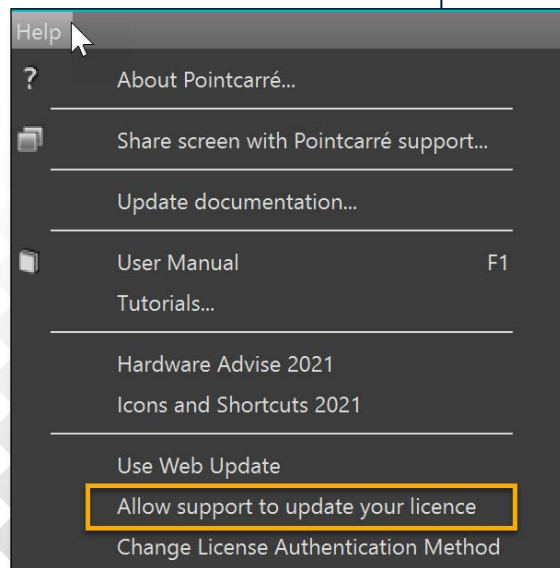 Help
? About Pointcarré...
Share screen with Pointcarré support...
Update documentation...
User Manual F1
Tutorials...
Hardware Advise 2021
Icons and Shortcuts 2021
Use Web Update
Allow support to update your licence
Change License Authentication Method